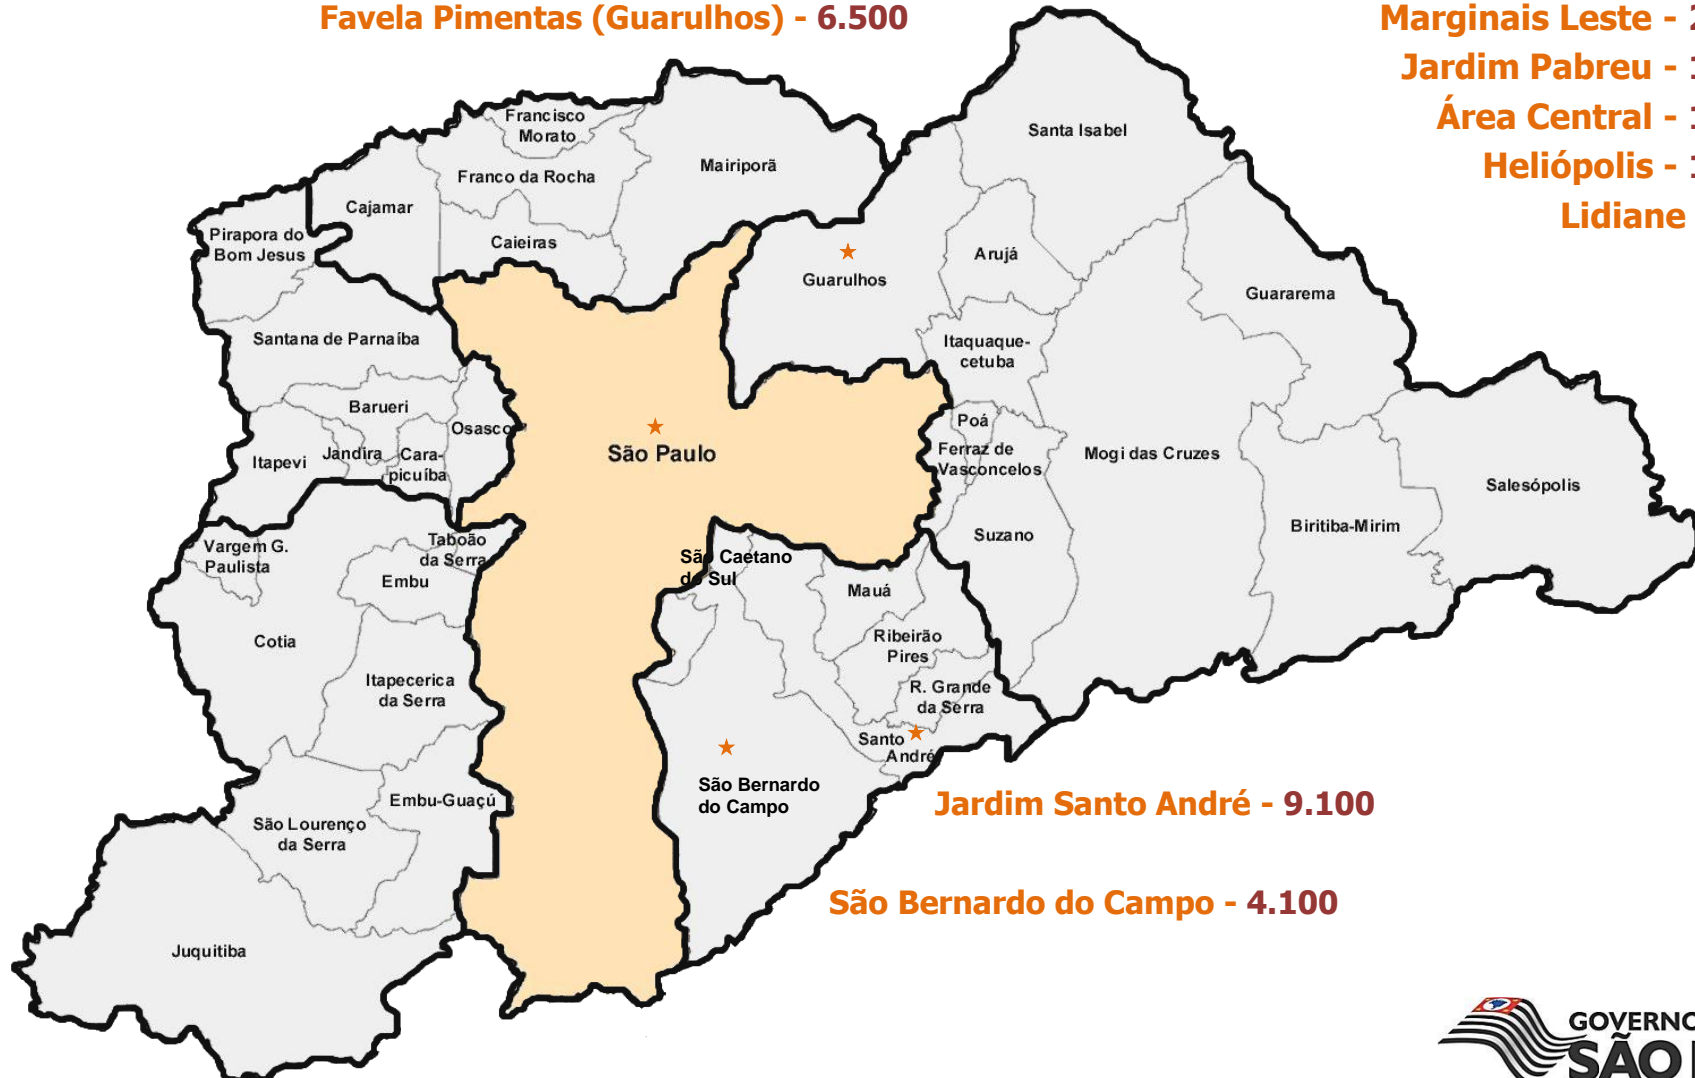 Favela Pimentas (Guarulhos) - 6.500
Marginais Leste -
Jardim Pabreu -
Área Central -
Heliópolis -
Lidiane
Francisco
Morato
Franco da Rocha
Mairiporã
Santa Isabel
Cajamar
Caieiras
Pirapora do
Bom Jesus
Guarulhos
Arujá
Guararema
Santana de Parnaíba
Itaquaque-
cetuba
Barueri
Osasco
Itapevi
Jandira
Cara-
picuíba
São Paulo
Poá
Ferraz de
Vasconcelos
Mogi das Cruzes
Salesópolis
Biritiba-Mirim
Suzano
Vargem G.
Paulista
Taboão
da Serra
Embu
São Caetano
do Sul
Mauá
Cotia
Ribeirão
Pires
Itapecerica
da Serra
R. Grande
da Serra
Santo
André
São Bernardo
do Campo
Embu-Guaçú
São Lourenço
da Serra
Juquitiba
Jardim Santo André - 9.100
São Bernardo do Campo - 4.100
GOVERNO
SÃO